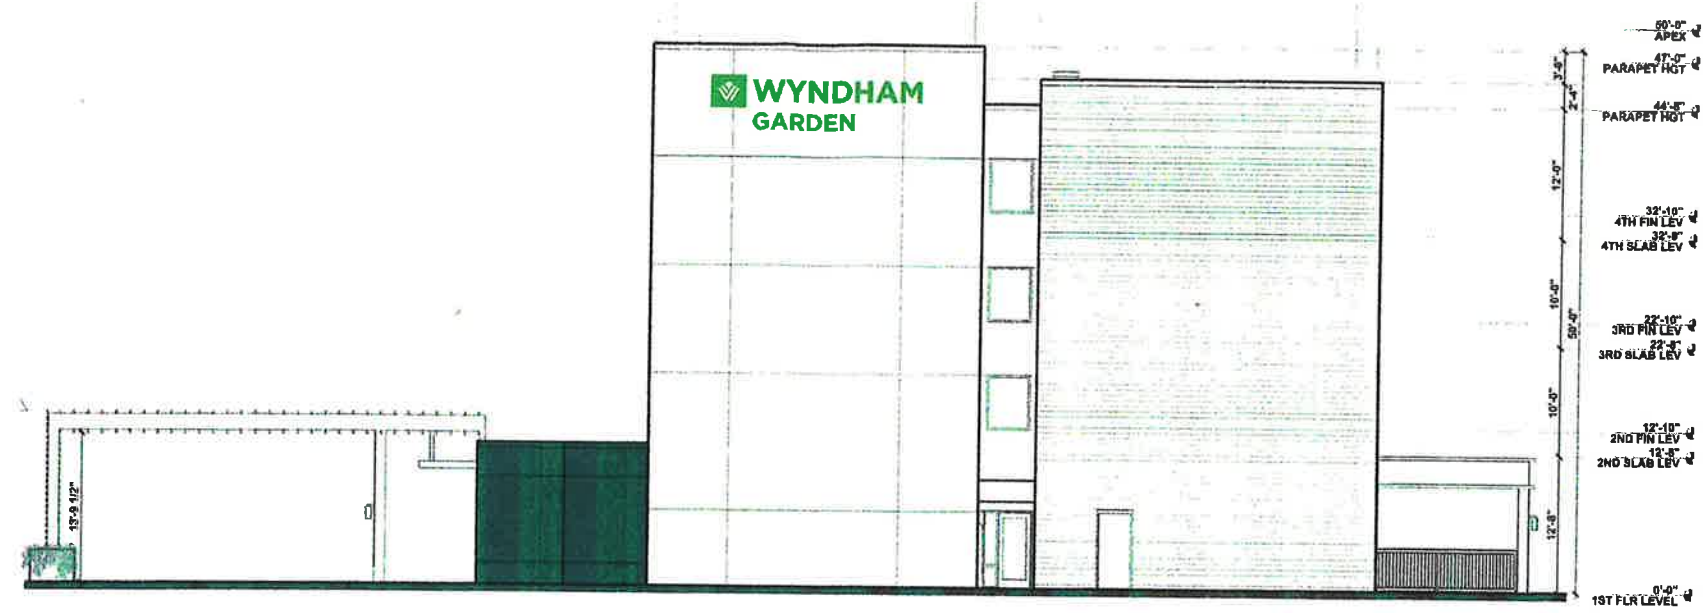 WYNDHAM
GARDEN
50'-0"
APEX
47'-0"
PARAPET HGT
44'-8"
PARAPET HGT
32'-10"
4TH FIN LEV
32'-8"
4TH SLAB LEV
22'-10"
3RD FIN LEV
22'-8"
3RD SLAB LEV
12'-10"
2ND FIN LEV
12'-8"
2ND SLAB LEV
0'-0"
1ST FLR LEVEL
3'-0"
2'-4"
12'-0"
10'-0"
50'-0"
10'-0"
12'-8"
13'-9 1/2"